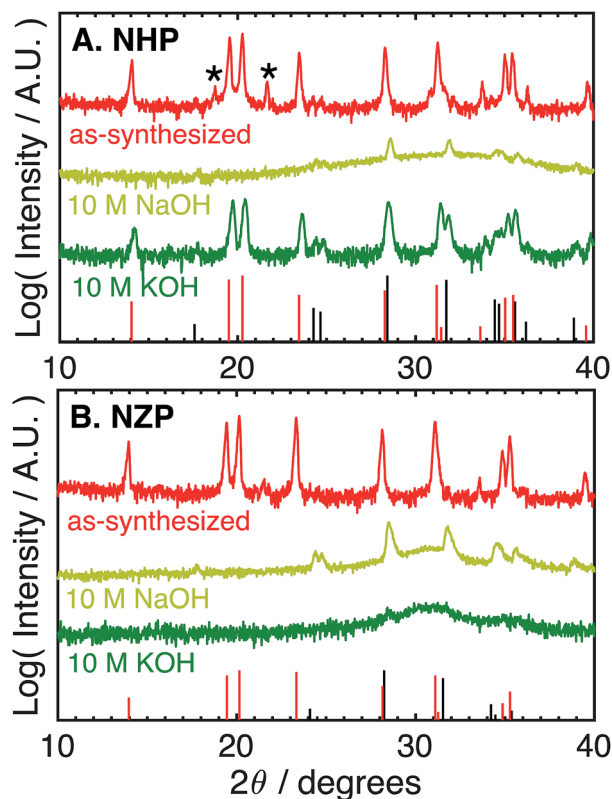 A. NHP
* *
as-synthesized
10 M NaOH
10 M KOH
Log( Intensity / A.U. )
10 20 30 40
B. NZP
as-synthesized
10 M NaOH
10 M KOH
Log( Intensity / A.U. )
10 20 30 40
2θ / degrees